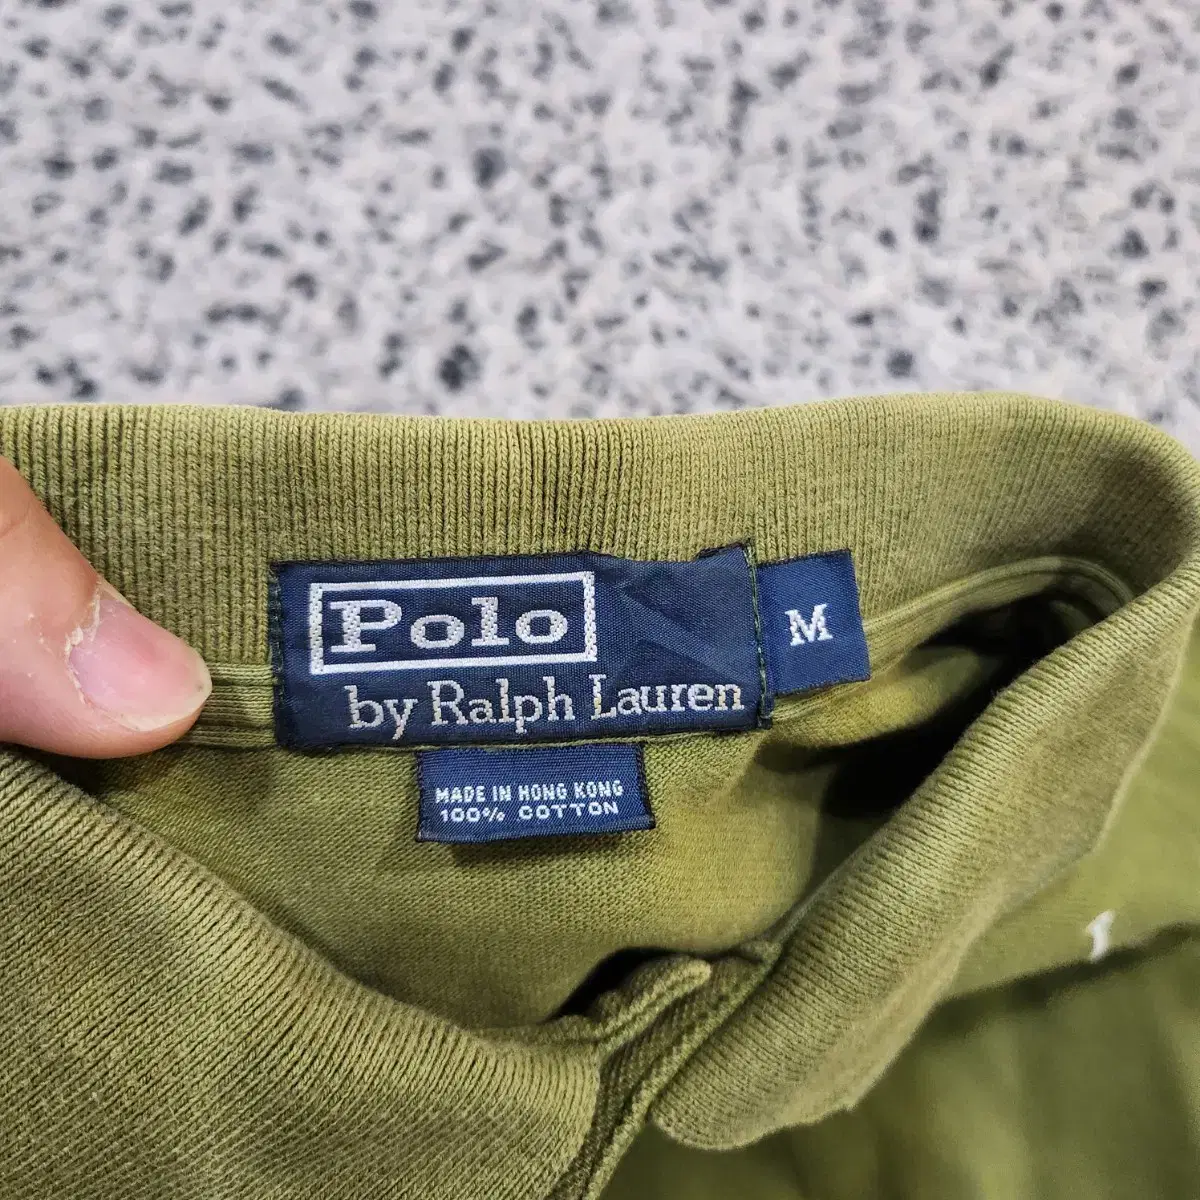 Polo
by Ralph Lauren
M
MADE IN HONG KONG
100% COTTON